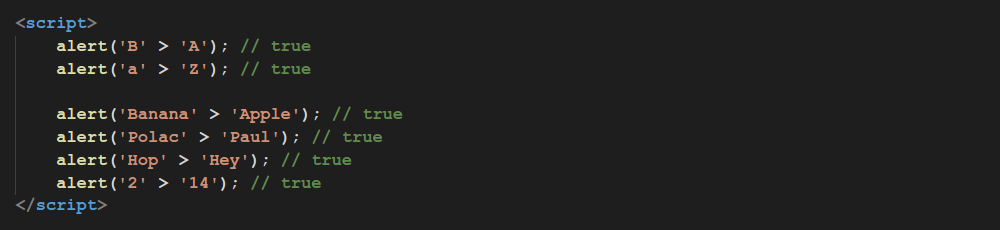 <script>
    alert('B' > 'A'); // true
    alert('a' > 'Z'); // true

    alert('Banana' > 'Apple'); // true
    alert('Polac' > 'Paul'); // true
    alert('Hop' > 'Hey'); // true
    alert('2' > '14'); // true
</script>